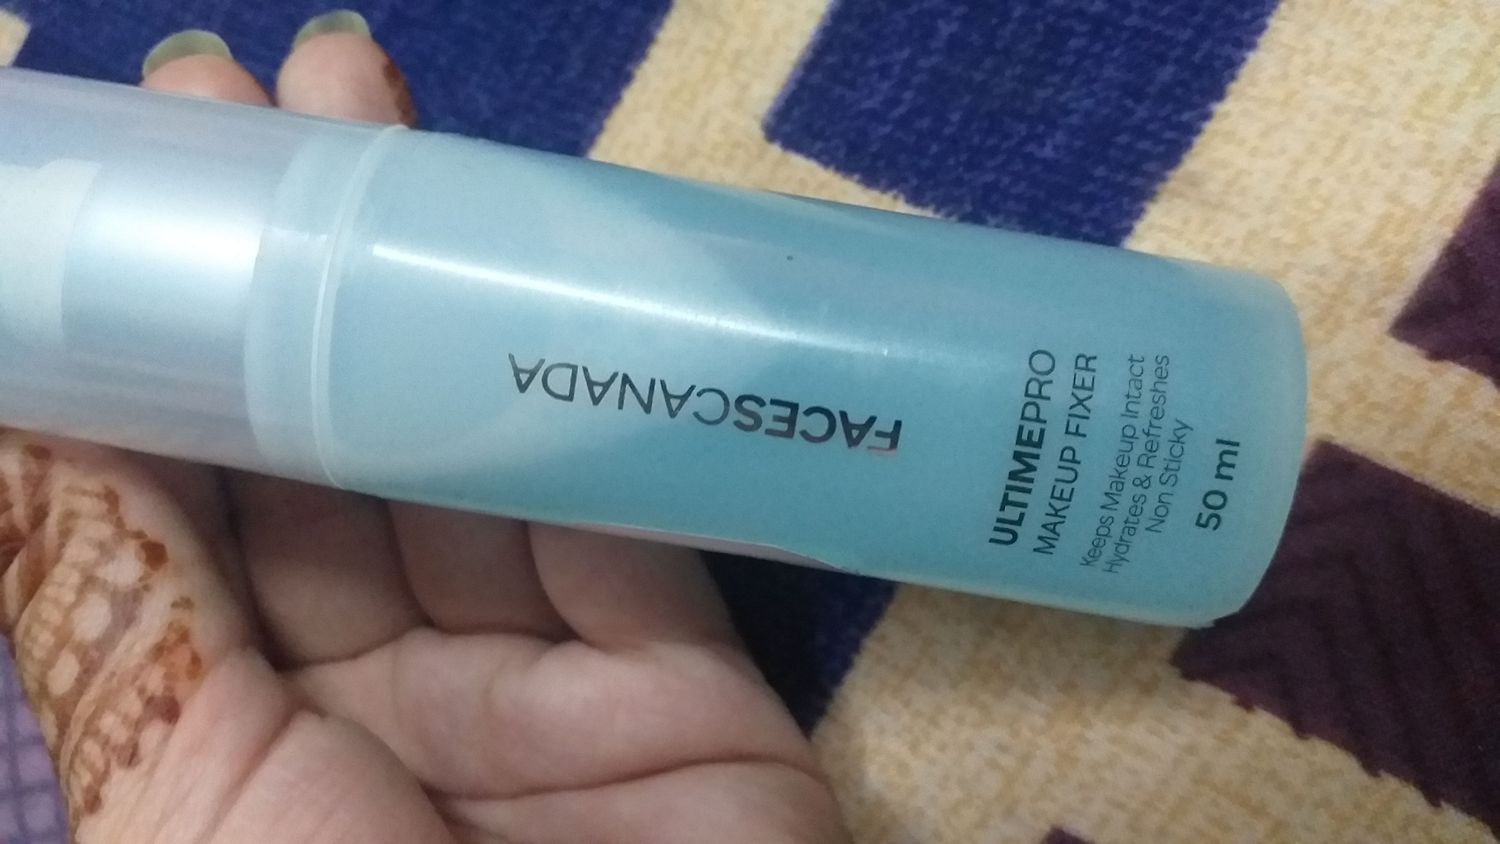 FACESCANADA
ULTIMEPRO
MAKEUP FIXER
Keeps Makeup Intact
Hydrates & Refreshes
Non Sticky
50 ml